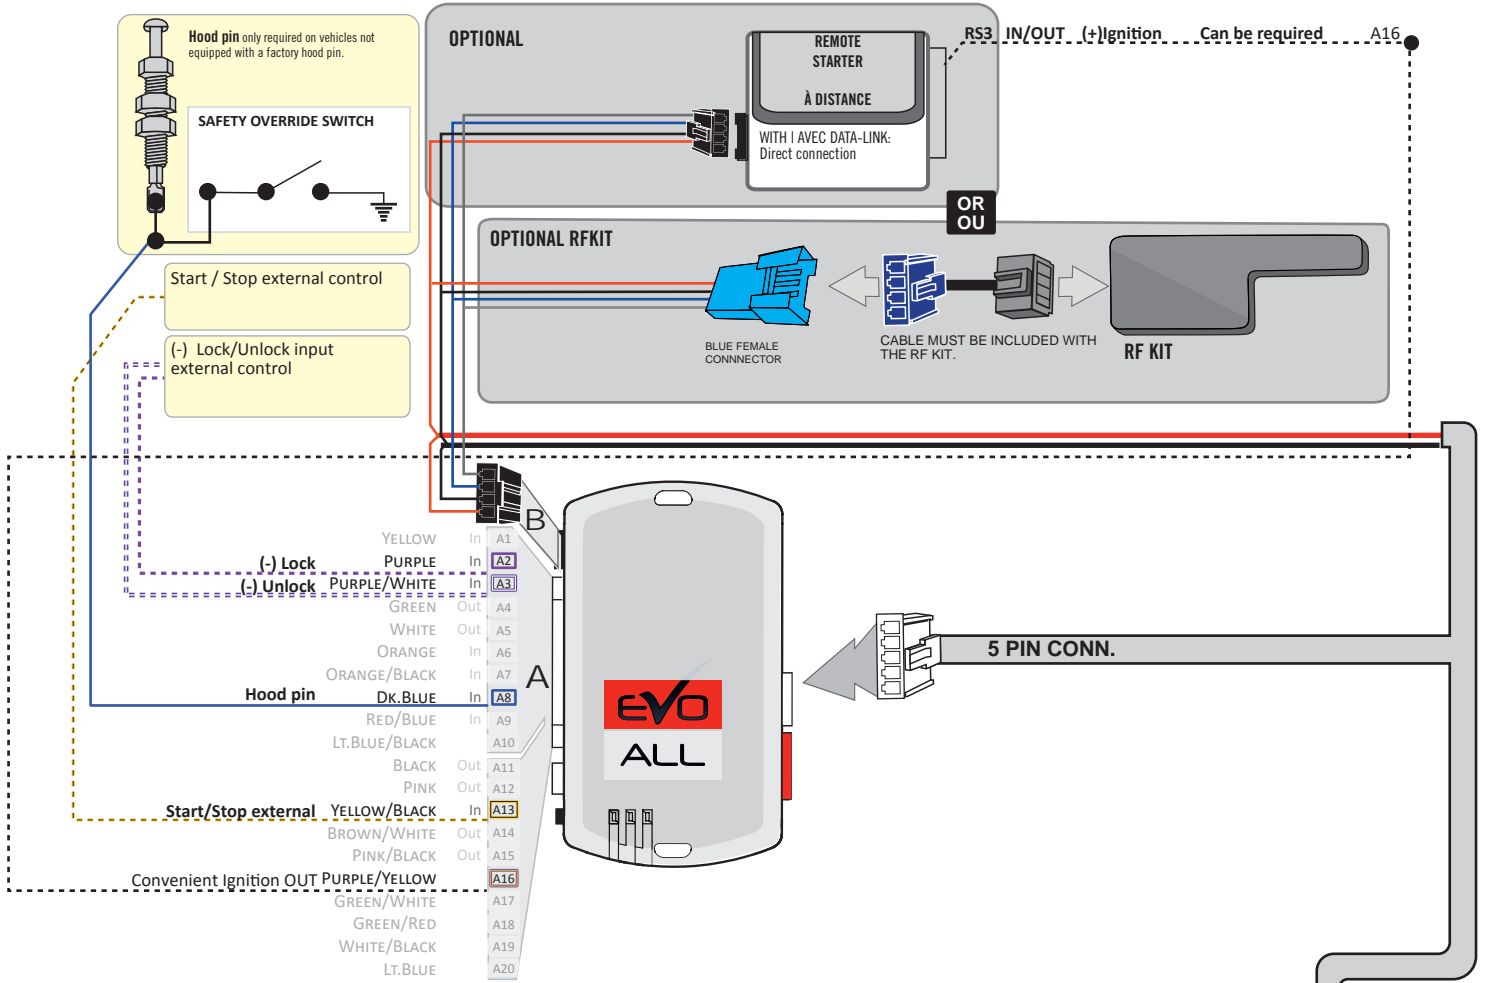 Hood pin only required on vehicles not
equipped with a factory hood pin.
SAFETY OVERRIDE SWITCH
OPTIONAL
REMOTE
STARTER
À DISTANCE
WITH | AVEC DATA-LINK:
Direct connection
RS3 IN/OUT (+)Ignition Can be required A16
OR
OU
OPTIONAL RFKIT
BLUE FEMALE
CONNNECTOR
CABLE MUST BE INCLUDED WITH
THE RF KIT.
RF KIT
Start / Stop external control
(-) Lock/Unlock input
external control
B
A
YELLOW In A1
(-) Lock PURPLE In A2
(-) Unlock PURPLE/WHITE In A3
GREEN Out A4
WHITE Out A5
ORANGE In A6
ORANGE/BLACK In A7
Hood pin DK.BLUE In A8
RED/BLUE In A9
LT.BLUE/BLACK A10
BLACK Out A11
PINK Out A12
Start/Stop external YELLOW/BLACK In A13
BROWN/WHITE Out A14
PINK/BLACK Out A15
Convenient Ignition OUT PURPLE/YELLOW A16
GREEN/WHITE A17
GREEN/RED A18
WHITE/BLACK A19
LT.BLUE A20
EVO
ALL
5 PIN CONN.